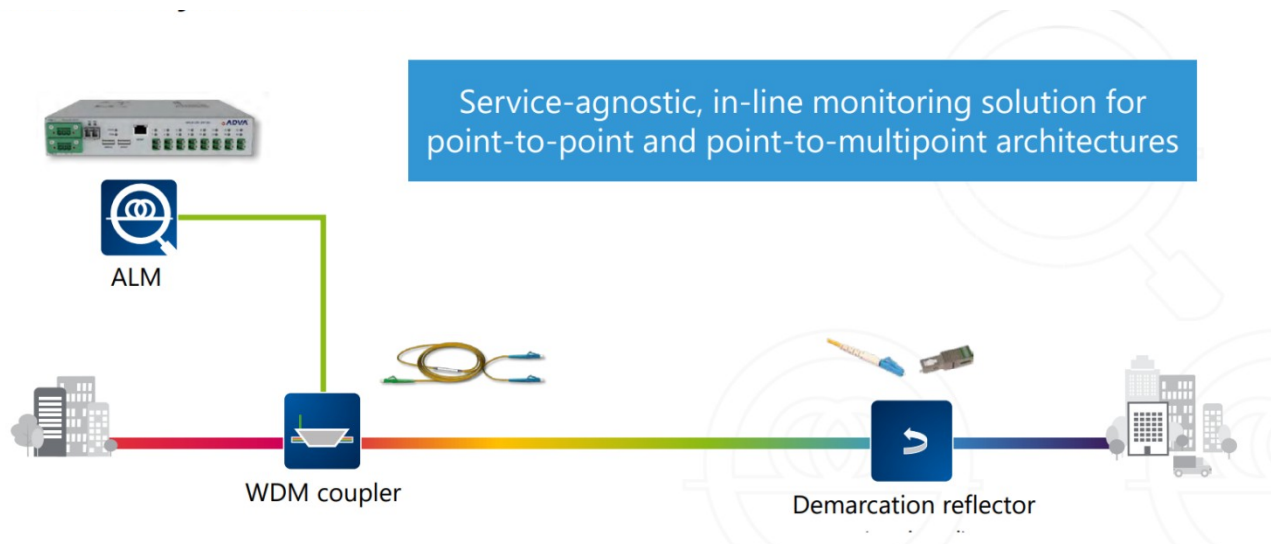 ADVA
Service-agnostic, in-line monitoring solution for
point-to-point and point-to-multipoint architectures
ALM
WDM coupler
Demarcation reflector